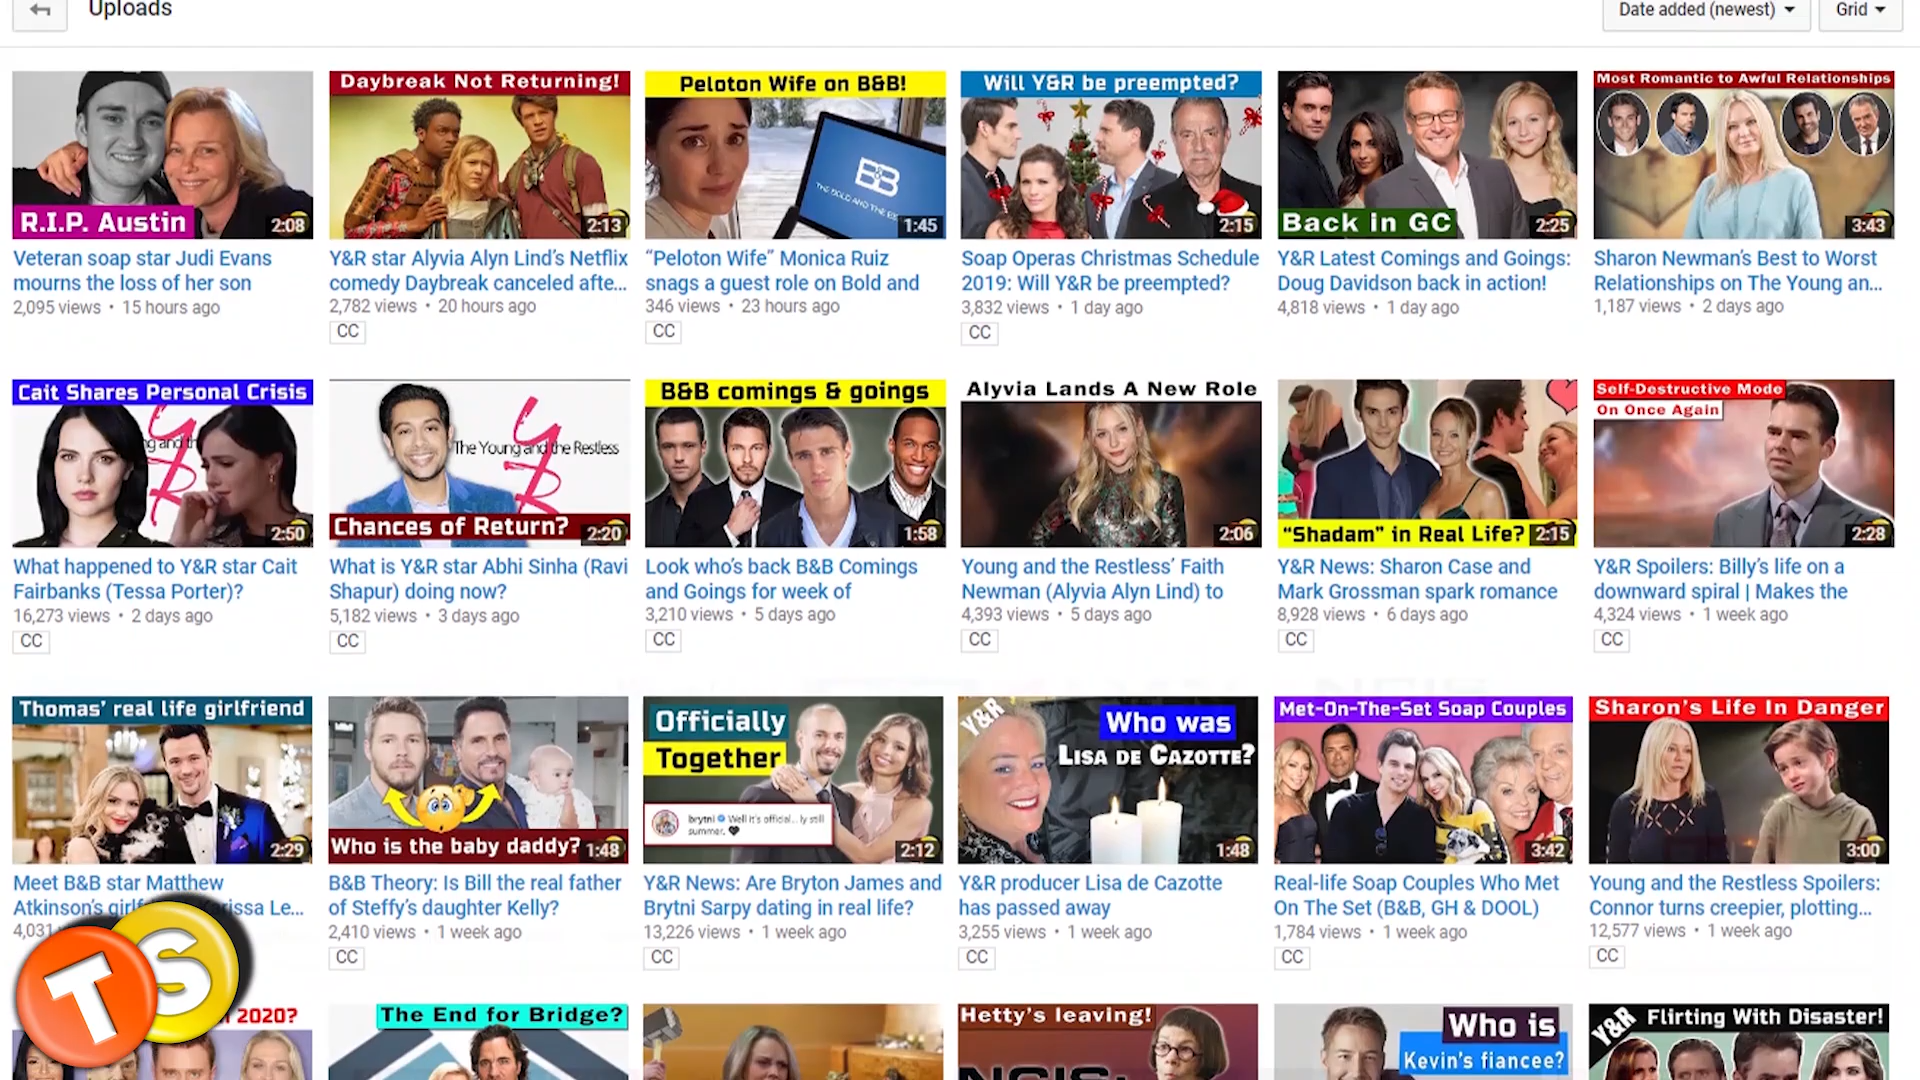 Uploads
Date added (newest)
Grid
R.I.P. Austin
2:08
Veteran soap star Judi Evans
mourns the loss of her son
2,095 views • 15 hours ago
Daybreak Not Returning!
2:13
Y&R star Alyvia Alyn Lind's Netflix
comedy Daybreak canceled afte...
2,782 views • 20 hours ago
CC
Peloton Wife on B&B!
B&B
THE BOLD AND THE
1:45
“Peloton Wife” Monica Ruiz
snags a guest role on Bold and
346 views • 23 hours ago
CC
Will Y&R be preempted?
2:15
Soap Operas Christmas Schedule
2019: Will Y&R be preempted?
3,832 views • 1 day ago
CC
Back in GC
2:25
Y&R Latest Comings and Goings:
Doug Davidson back in action!
4,818 views • 1 day ago
Most Romantic to Awful Relationships
3:43
Sharon Newman's Best to Worst
Relationships on The Young an...
1,187 views • 2 days ago
Cait Shares Personal Crisis
2:50
What happened to Y&R star Cait
Fairbanks (Tessa Porter)?
16,273 views • 2 days ago
CC
The Young and the Restless
YR
Chances of Return?
2:20
What is Y&R star Abhi Sinha (Ravi
Shapur) doing now?
5,182 views • 3 days ago
CC
B&B comings & goings
1:58
Look who's back B&B Comings
and Goings for week of
3,210 views • 5 days ago
CC
Alyvia Lands A New Role
2:06
Young and the Restless' Faith
Newman (Alyvia Alyn Lind) to
4,393 views • 5 days ago
CC
“Shadam” in Real Life?
2:15
Y&R News: Sharon Case and
Mark Grossman spark romance
8,928 views • 6 days ago
CC
Self-Destructive Mode
On Once Again
2:28
Y&R Spoilers: Billy's life on a
downward spiral | Makes the
4,324 views • 1 week ago
CC
Thomas' real life girlfriend
2:29
Meet B&B star Matthew
Atkinson's Le...
4,031
Who is the baby daddy?
1:48
B&B Theory: Is Bill the real father
of Steffy's daughter Kelly?
2,410 views • 1 week ago
CC
Officially
Together
brytni Well it's official... ly still
summer.
2:12
Y&R News: Are Bryton James and
Brytni Sarpy dating in real life?
13,226 views • 1 week ago
CC
Y&R
Who was
LISA DE CAZOTTE?
1:48
Y&R producer Lisa de Cazotte
has passed away
3,255 views • 1 week ago
CC
Met-On-The-Set Soap Couples
3:42
Real-life Soap Couples Who Met
On The Set (B&B, GH & DOOL)
1,784 views • 1 week ago
CC
Sharon's Life In Danger
3:00
Young and the Restless Spoilers:
Connor turns creepier, plotting...
12,577 views • 1 week ago
CC
TS
2020?
The End for Bridge?
Hetty's leaving!
NCIS:
Who is
Kevin's fiancee?
Y&R
Flirting With Disaster!